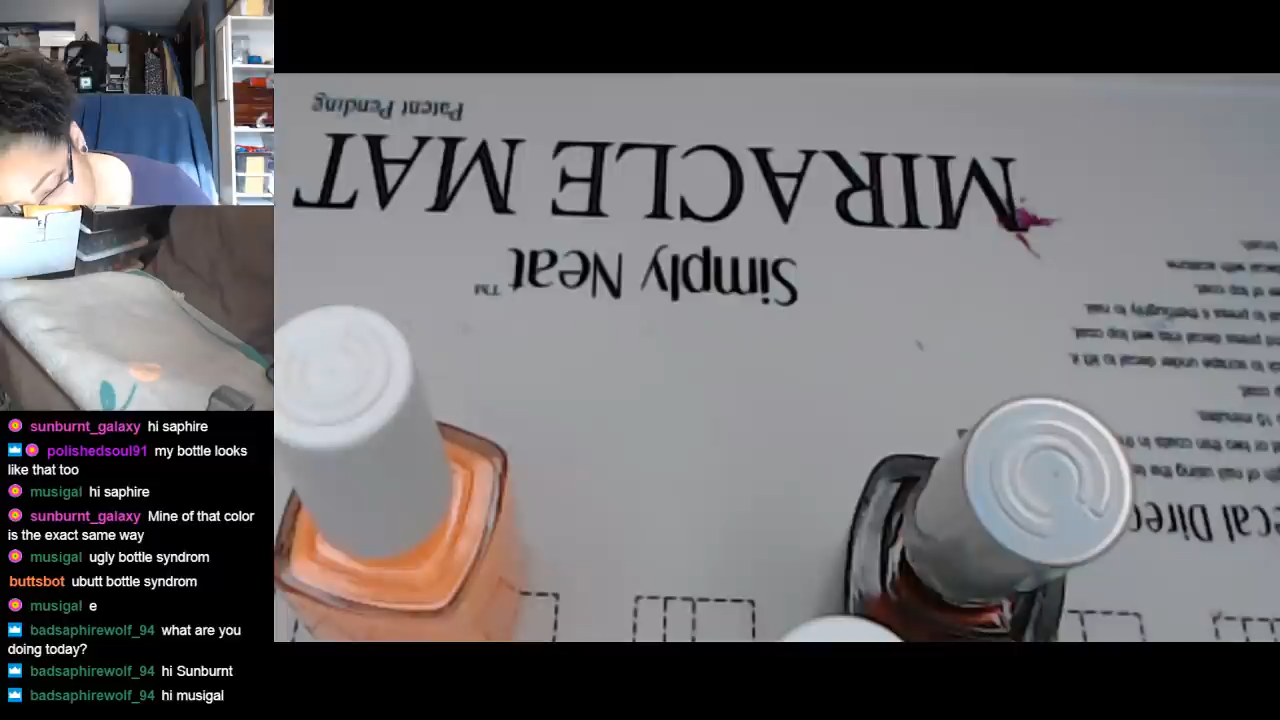 sunburnt_galaxy hi saphire
polishedsoul91 my bottle looks
like that too
musigal hi saphire
sunburnt_galaxy Mine of that color
is the exact same way
musigal ugly bottle syndrom
buttsbot ubutt bottle syndrom
musigal e
badsaphirewolf_94 what are you
doing today?
badsaphirewolf_94 hi Sunburnt
badsaphirewolf_94 hi musigal
Simply Neat™
MIRACLE MAT
Patent Pending